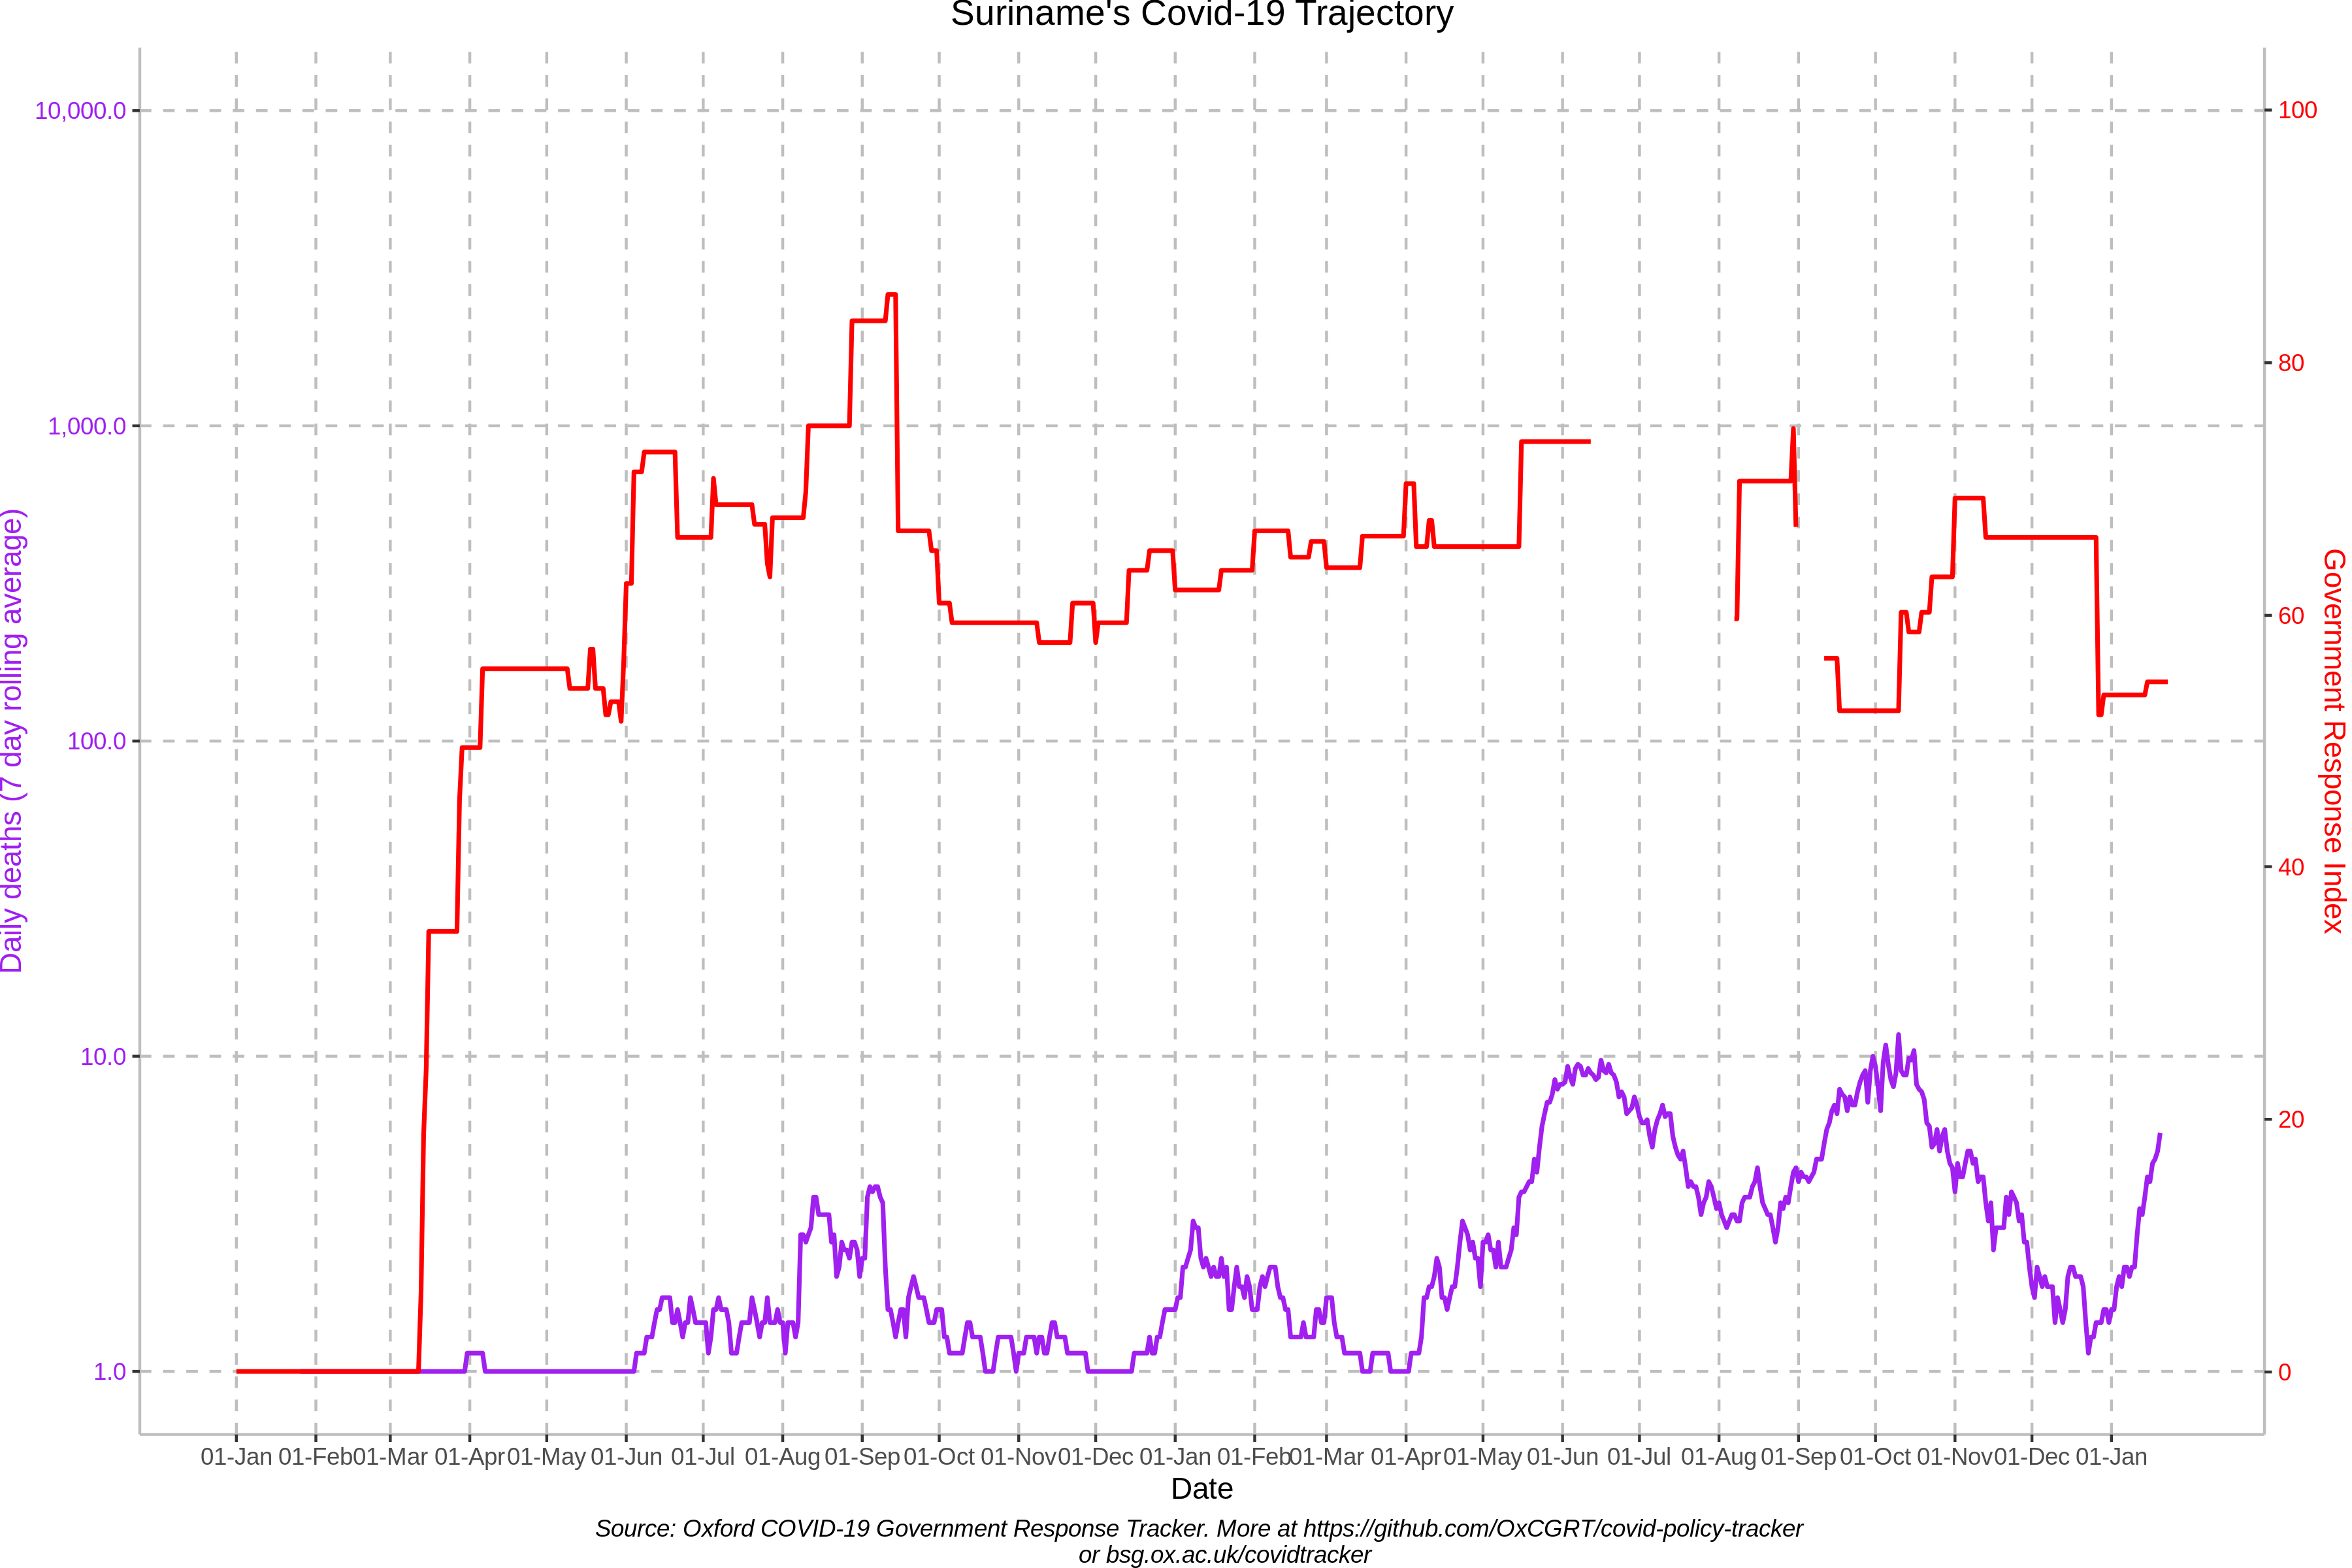 Suriname's Covid-19 Trajectory
10,000.0
1,000.0
100.0
10.0
1.0
Daily deaths (7 day rolling average)
100
80
60
40
20
0
Government Response Index
01-Jan 01-Feb 01-Mar 01-Apr 01-May 01-Jun 01-Jul 01-Aug 01-Sep 01-Oct 01-Nov 01-Dec 01-Jan 01-Feb 01-Mar 01-Apr 01-May 01-Jun 01-Jul 01-Aug 01-Sep 01-Oct 01-Nov 01-Dec 01-Jan
Date
Source: Oxford COVID-19 Government Response Tracker. More at https://github.com/OxCGRT/covid-policy-tracker
or bsg.ox.ac.uk/covidtracker